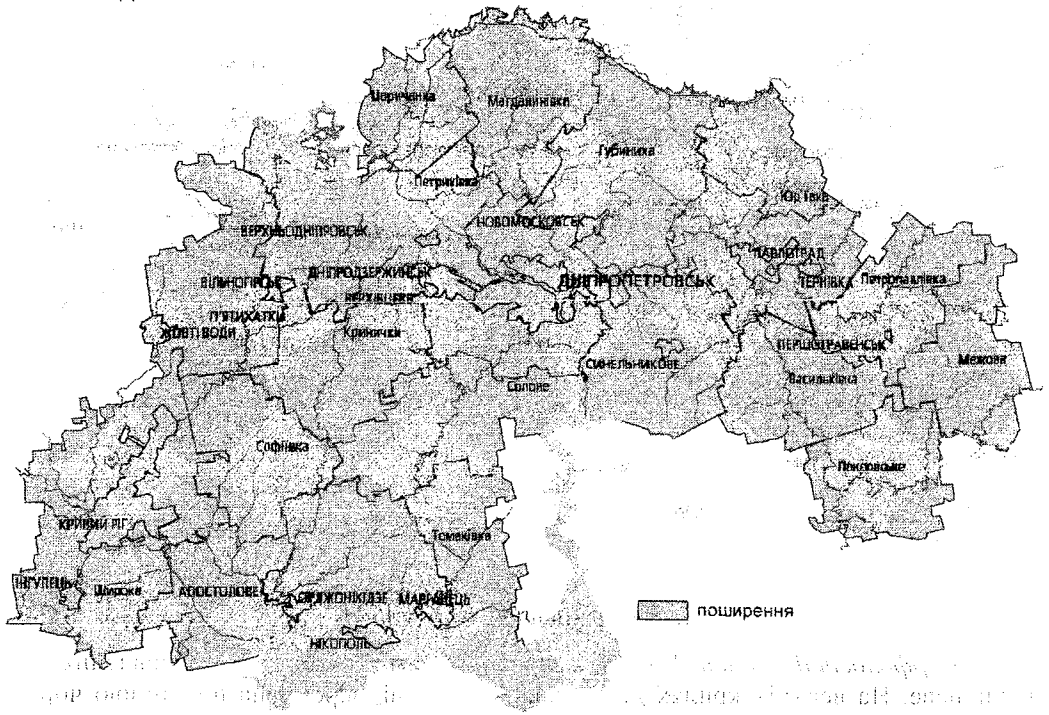 Царичанка
Магдалинівка
Губиниха
Петриківка
Юр'ївка
НОВОМОСКОВСЬК
ВЕРХНЬОДНІПРОВСЬК
ПАВЛОГРАД
ДНІПРОДЗЕРЖИНСЬК
ДНІПРОПЕТРОВСЬК
ВІЛЬНОГІРСЬК
ТЕРНІВКА
Петропавлівка
ВЕРХІВЦЕВЕ
П'ЯТИХАТКИ
ЖОВТІ ВОДИ
Кринички
ПЕРШОТРАВЕНСЬК
СИНЕЛЬНИКОВЕ
Межова
Солоне
Васильківка
Софіївка
Покровське
КРИВИЙ РІГ
Томаківка
ІНГУЛЕЦЬ
Широке
АПОСТОЛОВЕ
ОРДЖОНІКІДЗЕ
МАРГАНЕЦЬ
поширення
НІКОПОЛЬ